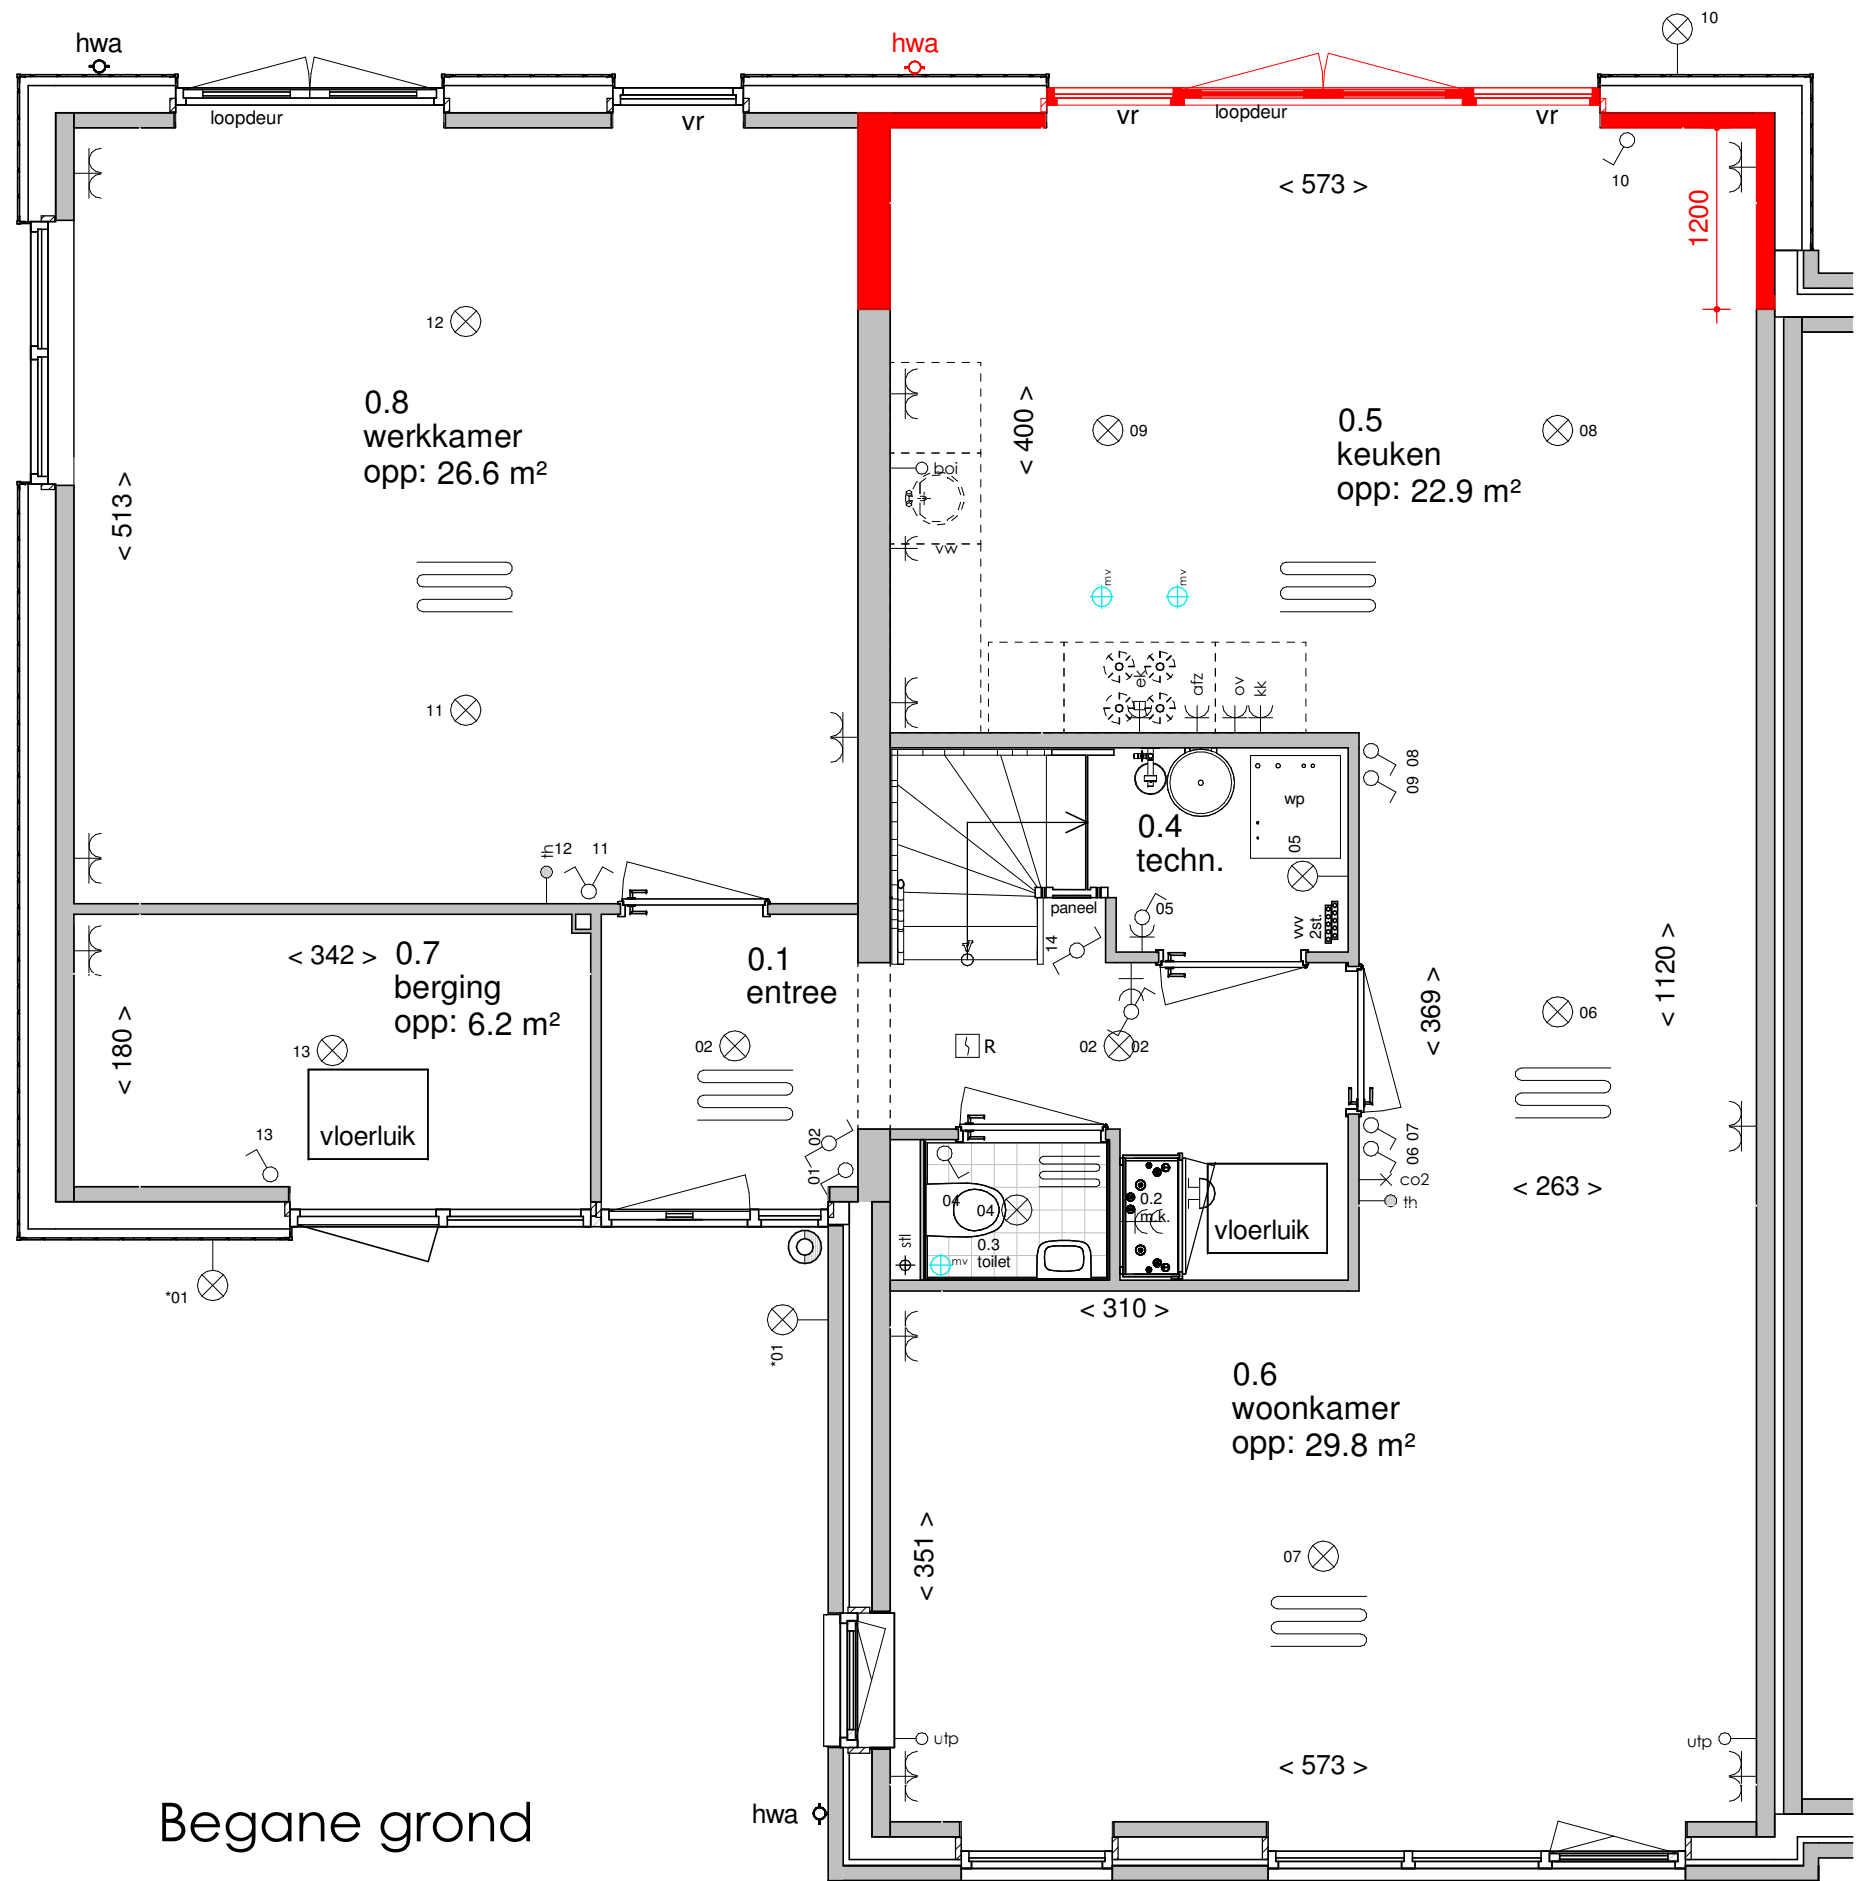 10
hwa
hwa
loopdeur
vr
vr
loopdeur
vr
10
< 573 >
1200
12
0.8
werkkamer
opp: 26.6 m²
< 400 >
09
0.5
keuken
opp: 22.9 m²
08
boi
< 513 >
vw
mv
mv
ek
afz
ov
kk
11
08
09
wp
0.4
techn.
05
th
12
11
paneel
05
14
vv
2st.
< 342 >
0.7
berging
opp: 6.2 m²
0.1
entree
< 1120 >
< 369 >
06
< 180 >
13
02
R
02
02
vloerluik
13
02
01
07
06
co2
th
< 263 >
04
04
0.2
m.k.
vloerluik
stl
mv
0.3
toilet
*01
*01
< 310 >
0.6
woonkamer
opp: 29.8 m²
< 351 >
07
utp
utp
< 573 >
hwa
Begane grond